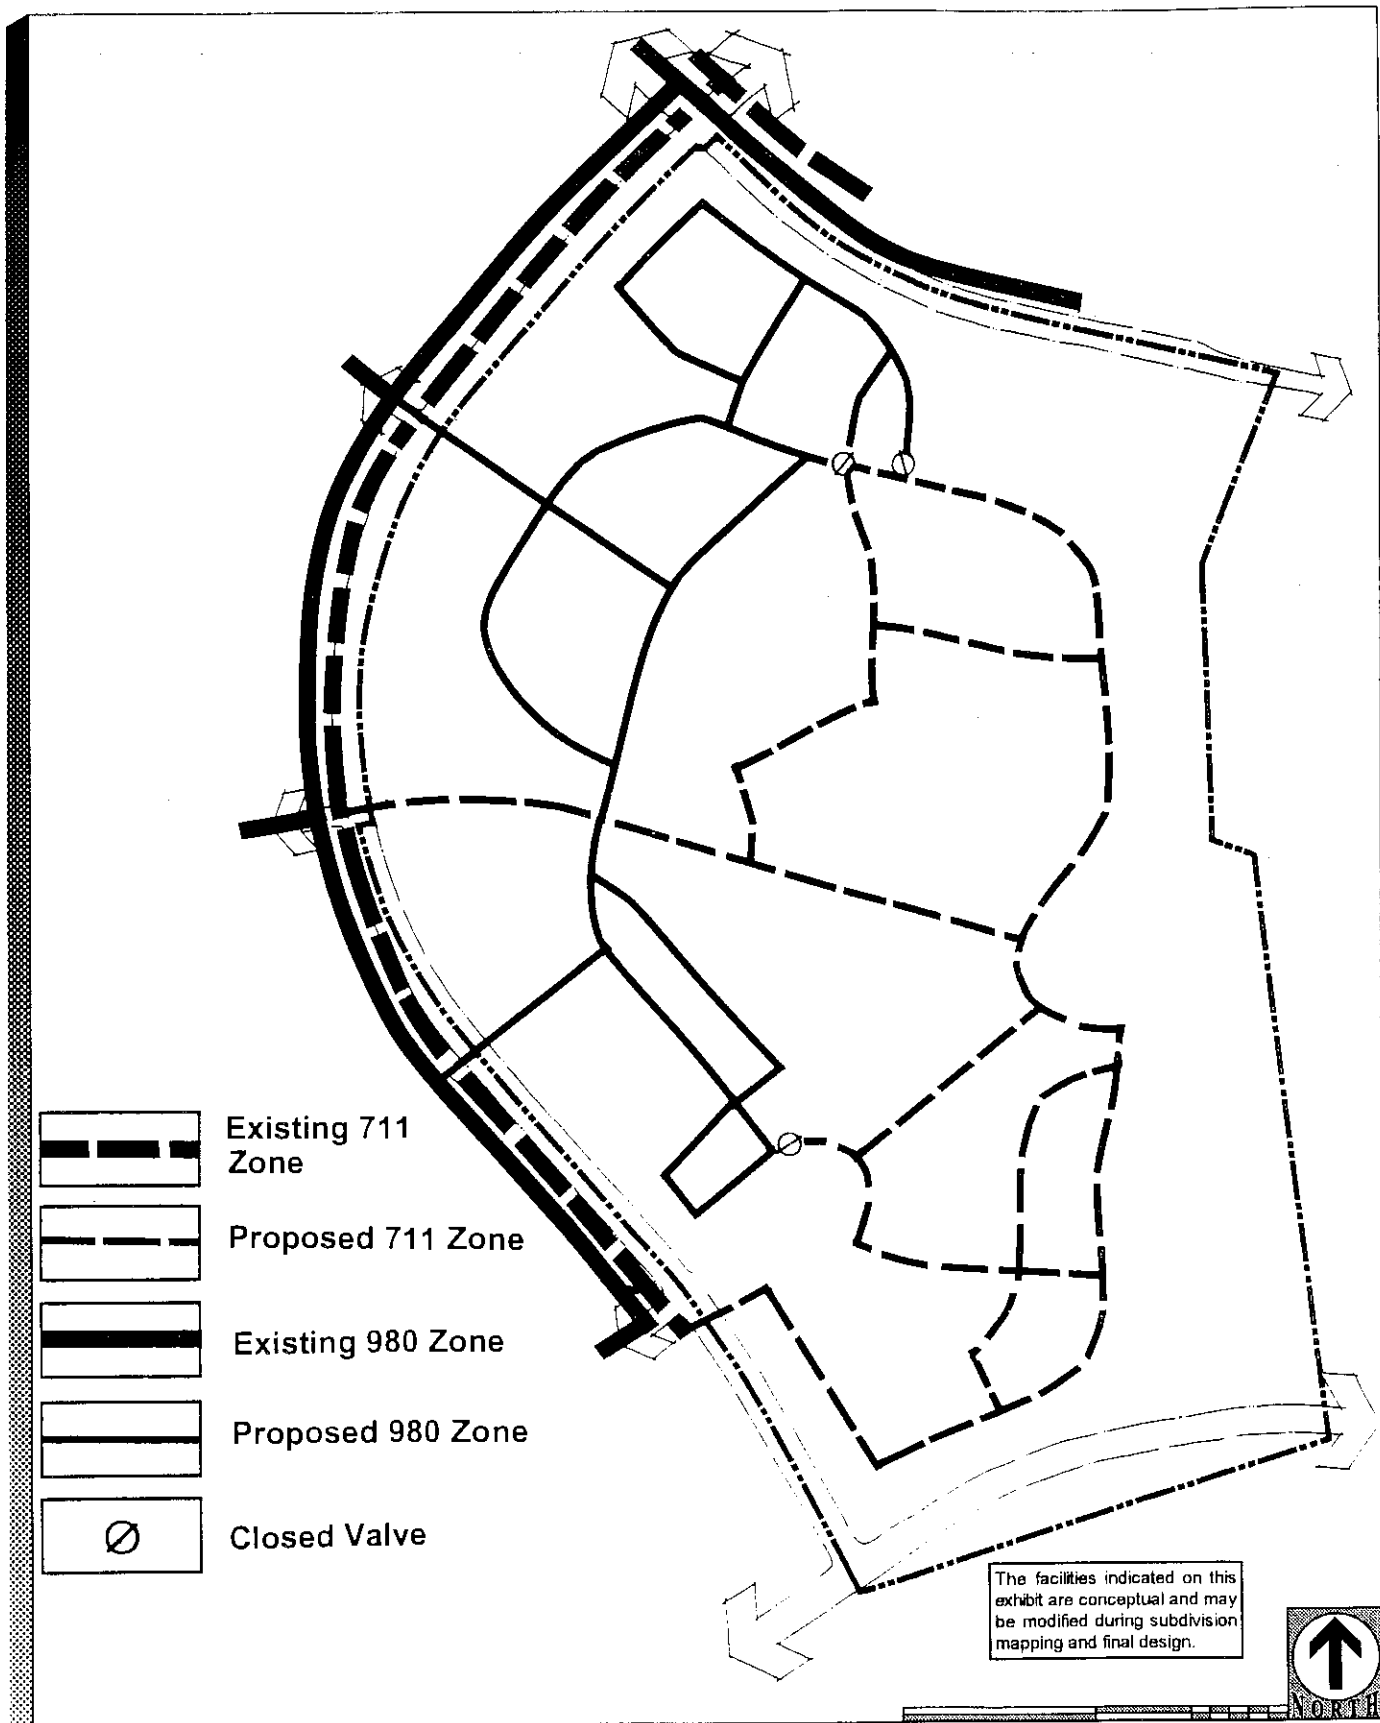 Existing 711
Zone
Proposed 711 Zone
Existing 980 Zone
Proposed 980 Zone
Closed Valve
The facilities indicated on this
exhibit are conceptual and may
be modified during subdivision
mapping and final design.
NORTH